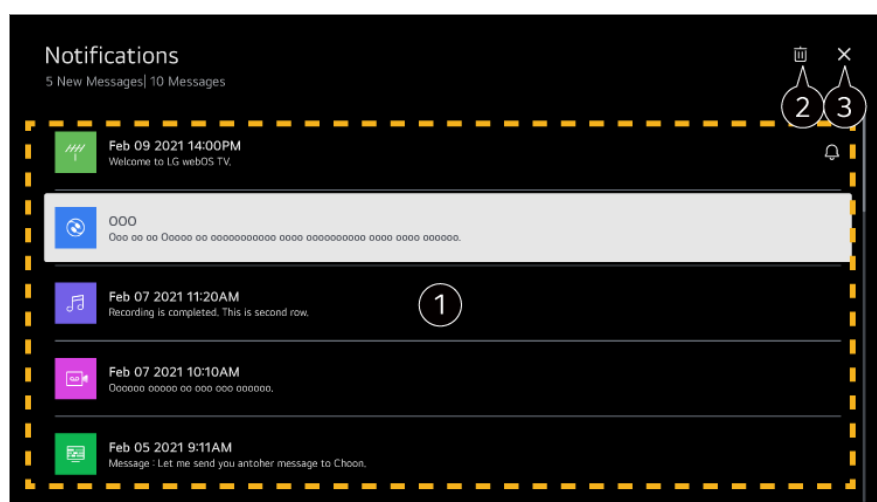 Notifications
5 New Messages| 10 Messages
2 3
Feb 09 2021 14:00PM
Welcome to LG webOS TV.
OOO
Ooo oo oo Ooooo oo ooooooooooo oooo oooooooooo oooo oooo oooooo.
Feb 07 2021 11:20AM
Recording is completed, This is second row.
1
Feb 07 2021 10:10AM
Oooooo ooooo oo ooo ooo oooooo.
Feb 05 2021 9:11AM
Message : Let me send you antoher message to Choon,